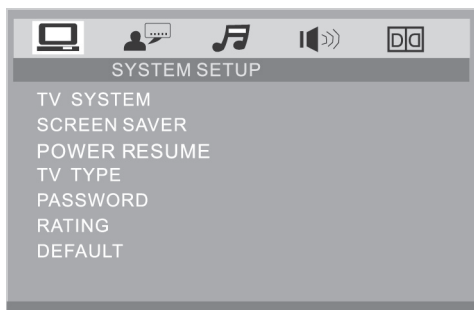 SYSTEM SETUP
TV SYSTEM
SCREEN SAVER
POWER RESUME
TV TYPE
PASSWORD
RATING
DEFAULT